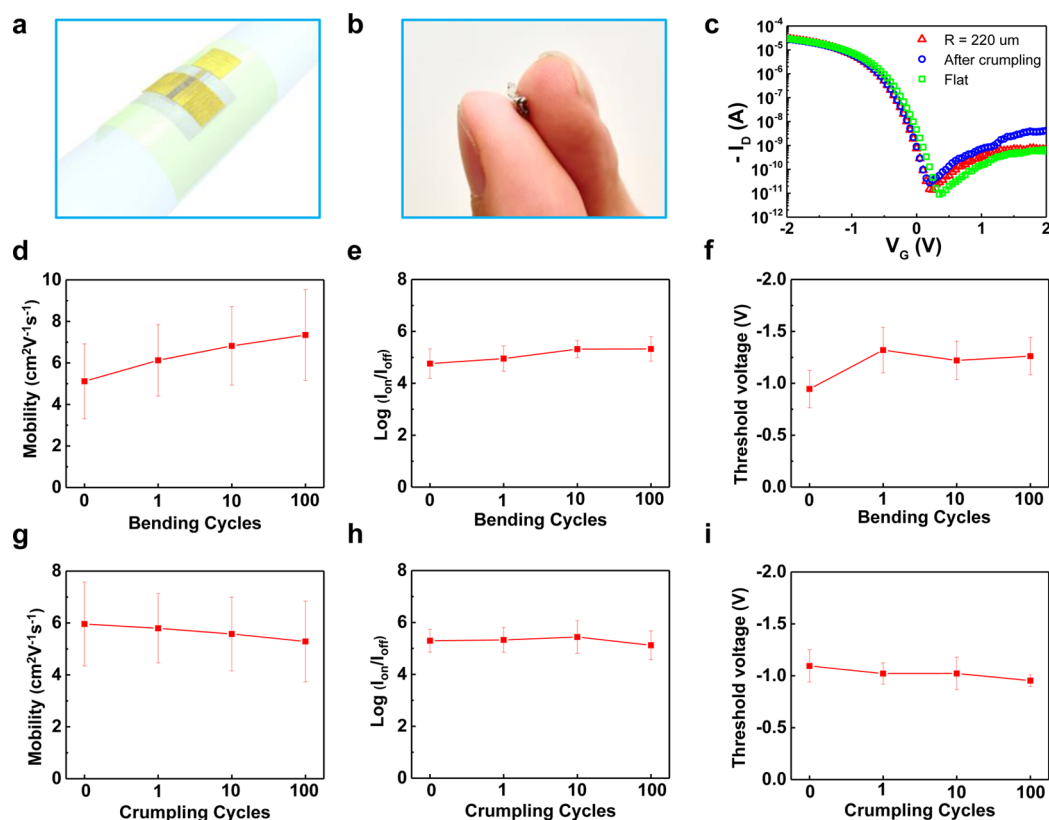 a
b
c
10⁻⁴
10⁻⁵
10⁻⁶
10⁻⁷
10⁻⁸
10⁻⁹
10⁻¹⁰
10⁻¹¹
10⁻¹²
- I_D (A)
R = 220 um
After crumpling
Flat
-2 -1 0 1 2
V_G (V)
d
10
8
6
4
2
0
Mobility (cm²V⁻¹s⁻¹)
0 1 10 100
Bending Cycles
e
8
6
4
2
0
Log (I_on/I_off)
0 1 10 100
Bending Cycles
f
-2.0
-1.5
-1.0
-0.5
0.0
Threshold voltage (V)
0 1 10 100
Bending Cycles
g
8
6
4
2
0
Mobility (cm²V⁻¹s⁻¹)
0 1 10 100
Crumpling Cycles
h
8
6
4
2
0
Log (I_on/I_off)
0 1 10 100
Crumpling Cycles
i
-2.0
-1.5
-1.0
-0.5
0.0
Threshold voltage (V)
0 1 10 100
Crumpling Cycles